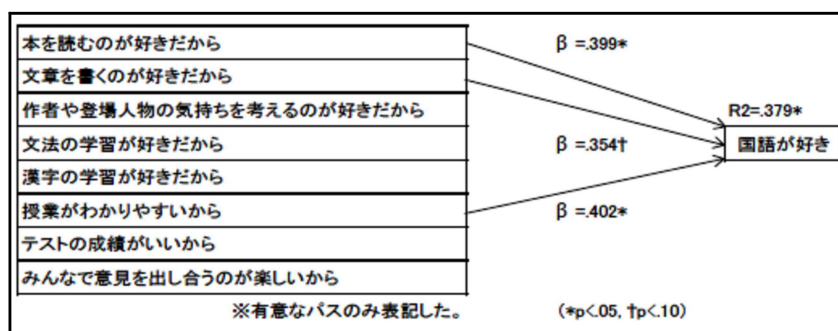 本を読むのが好きだから
β=.399*
文章を書くのが好きだから
作者や登場人物の気持ちを考えるのが好きだから
R2=.379*
文法の学習が好きだから
β=.354†
国語が好き
漢字の学習が好きだから
授業がわかりやすいから
β=.402*
テストの成績がいいから
みんなで意見を出し合うのが楽しいから
※有意なパスのみ表記した。
(*p<.05, †p<.10)